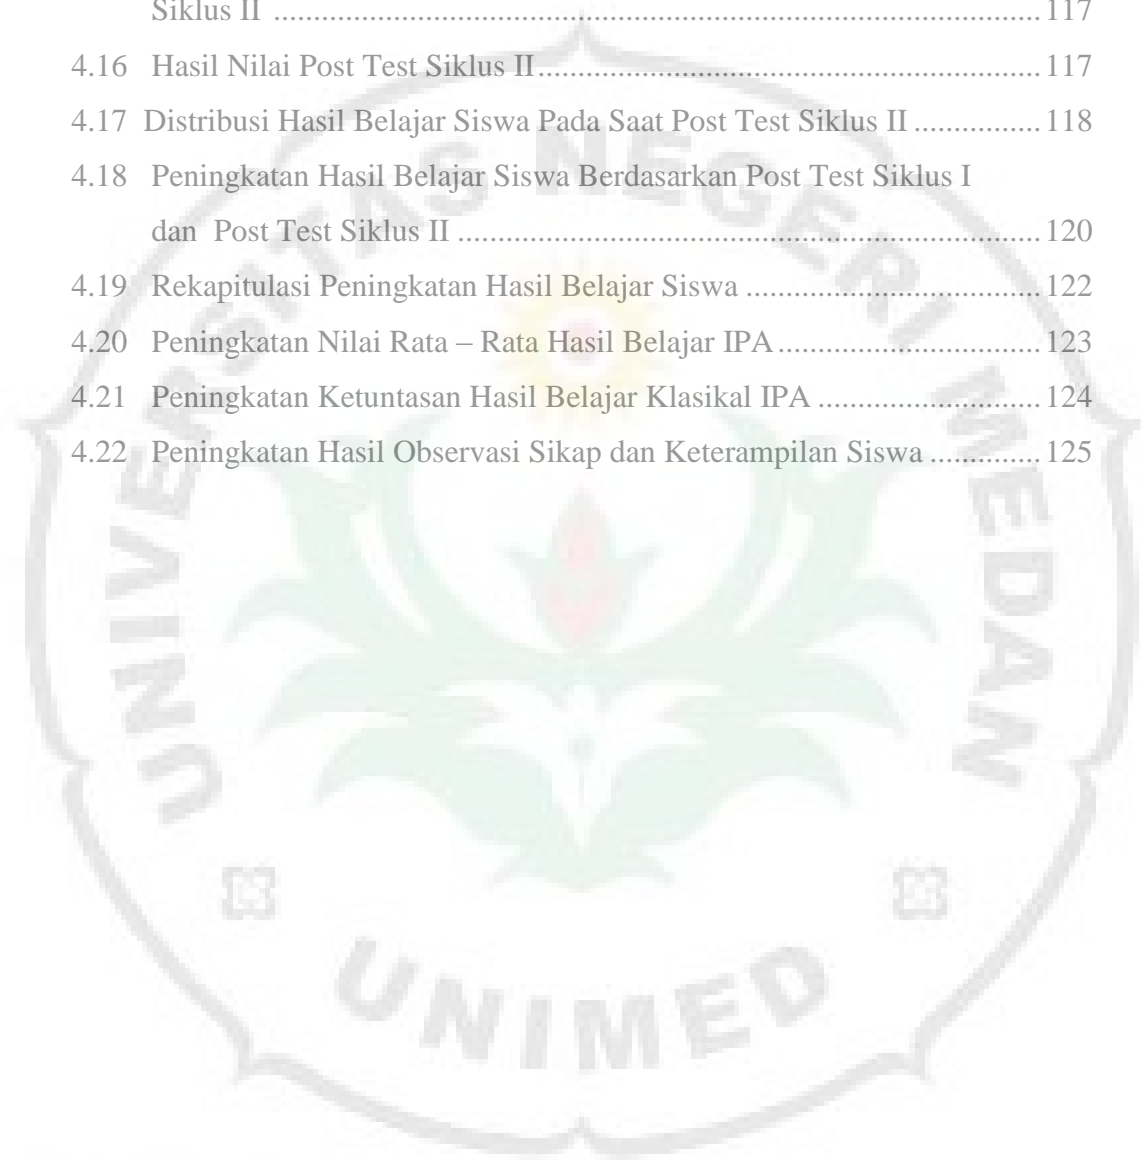 Siklus II ................................................................................................ 117
4.16 Hasil Nilai Post Test Siklus II ............................................................... 117
4.17 Distribusi Hasil Belajar Siswa Pada Saat Post Test Siklus II ................ 118
4.18 Peningkatan Hasil Belajar Siswa Berdasarkan Post Test Siklus I
dan Post Test Siklus II ......................................................................... 120
4.19 Rekapitulasi Peningkatan Hasil Belajar Siswa ..................................... 122
4.20 Peningkatan Nilai Rata – Rata Hasil Belajar IPA ................................. 123
4.21 Peningkatan Ketuntasan Hasil Belajar Klasikal IPA ............................ 124
4.22 Peningkatan Hasil Observasi Sikap dan Keterampilan Siswa .............. 125
UNIVERSITAS NEGERI MEDAN
UNIMED